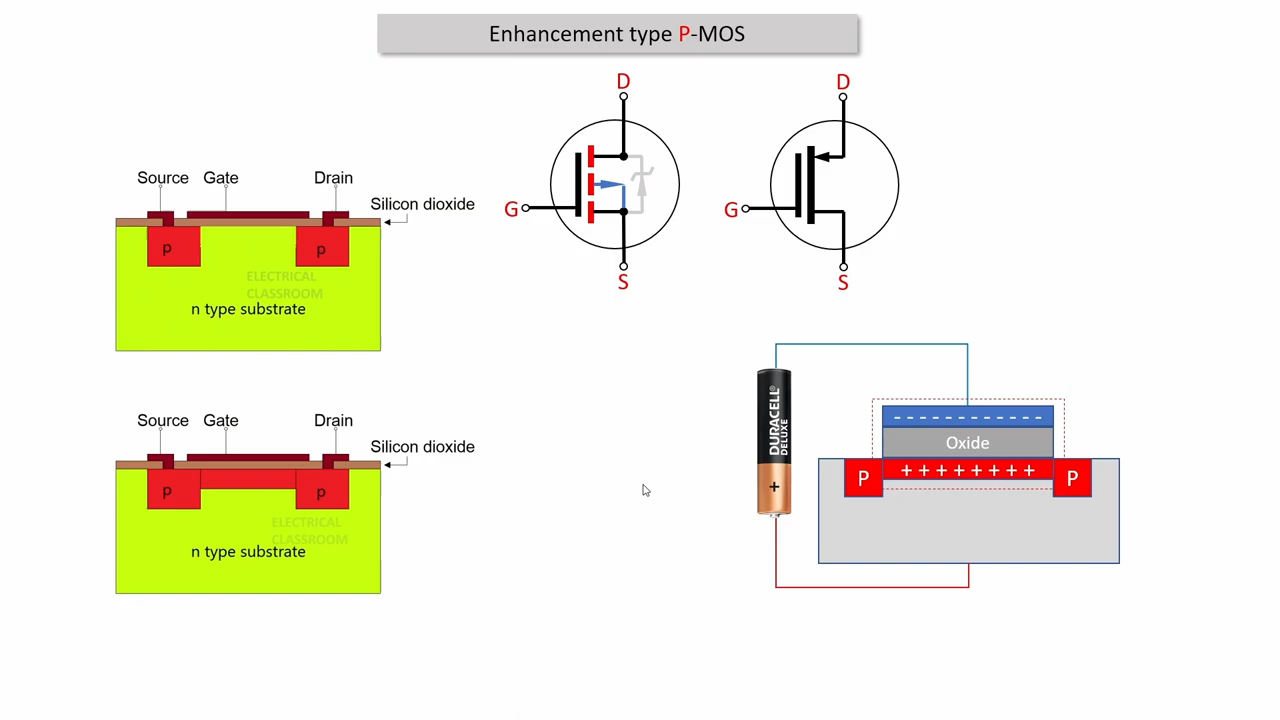 Enhancement type P-MOS
D
G
S
D
G
S
Source Gate Drain
Silicon dioxide
p
p
ELECTRICAL
CLASSROOM
n type substrate
Source Gate Drain
Silicon dioxide
p
p
ELECTRICAL
CLASSROOM
n type substrate
DURACELL®
DELUXE
+
- - - - - - - - - - -
Oxide
P + + + + + + + + P